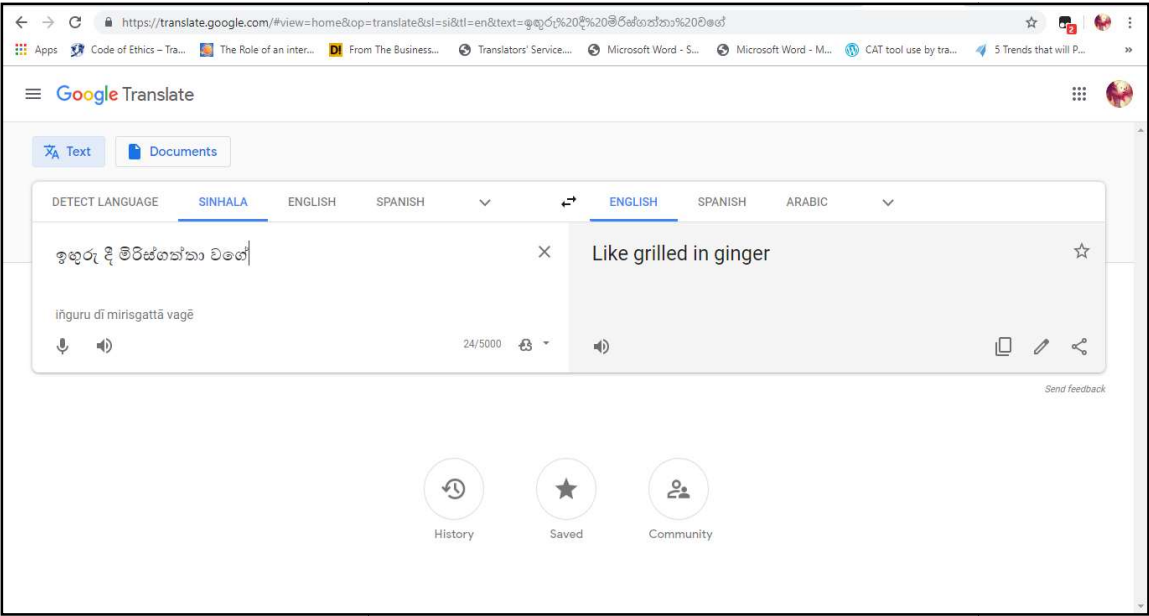 https://translate.google.com/#view=home&op=translate&sl=si&tl=en&text=ඉඟුරු%20දී%20මිරිස්ගත්තා%20වගේ
2
Apps Code of Ethics – Tra... The Role of an inter... D! From The Business... Translators' Service.... Microsoft Word - S... Microsoft Word - M... CAT tool use by tra... 5 Trends that will P... »
Google Translate
Text Documents
DETECT LANGUAGE SINHALA ENGLISH SPANISH ENGLISH SPANISH ARABIC
ඉඟුරු දී මිරිස්ගත්තා වගේ Like grilled in ginger
iñguru dī mirisgattā vagē
24/5000
Send feedback
History Saved Community